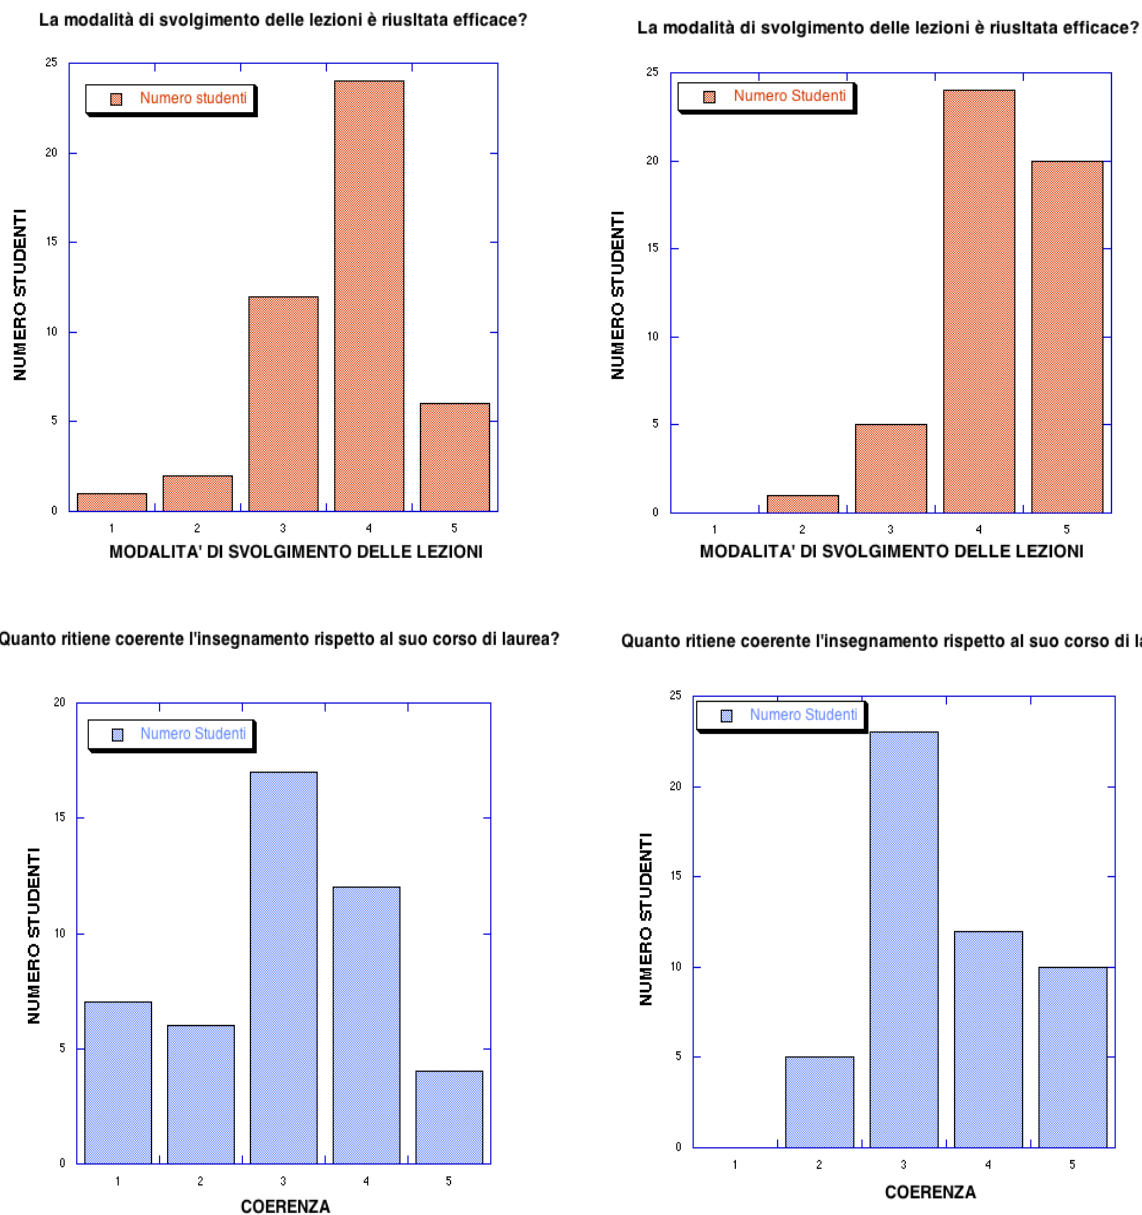 La modalità di svolgimento delle lezioni è riusltata efficace?
25
Numero studenti
20
15
10
5
0
NUMERO STUDENTI
1 2 3 4 5
MODALITA' DI SVOLGIMENTO DELLE LEZIONI
La modalità di svolgimento delle lezioni è riusltata efficace?
25
Numero Studenti
20
15
10
5
0
NUMERO STUDENTI
1 2 3 4 5
MODALITA' DI SVOLGIMENTO DELLE LEZIONI
Quanto ritiene coerente l'insegnamento rispetto al suo corso di laurea?
20
Numero Studenti
15
10
5
0
NUMERO STUDENTI
1 2 3 4 5
COERENZA
Quanto ritiene coerente l'insegnamento rispetto al suo corso di la
25
Numero Studenti
20
15
10
5
0
NUMERO STUDENTI
1 2 3 4 5
COERENZA